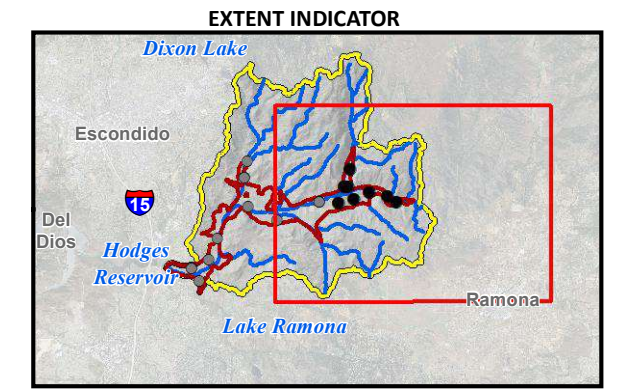 EXTENT INDICATOR
Dixon Lake
Escondido
15
Del
Dios
Hodges
Reservoir
Ramona
Lake Ramona